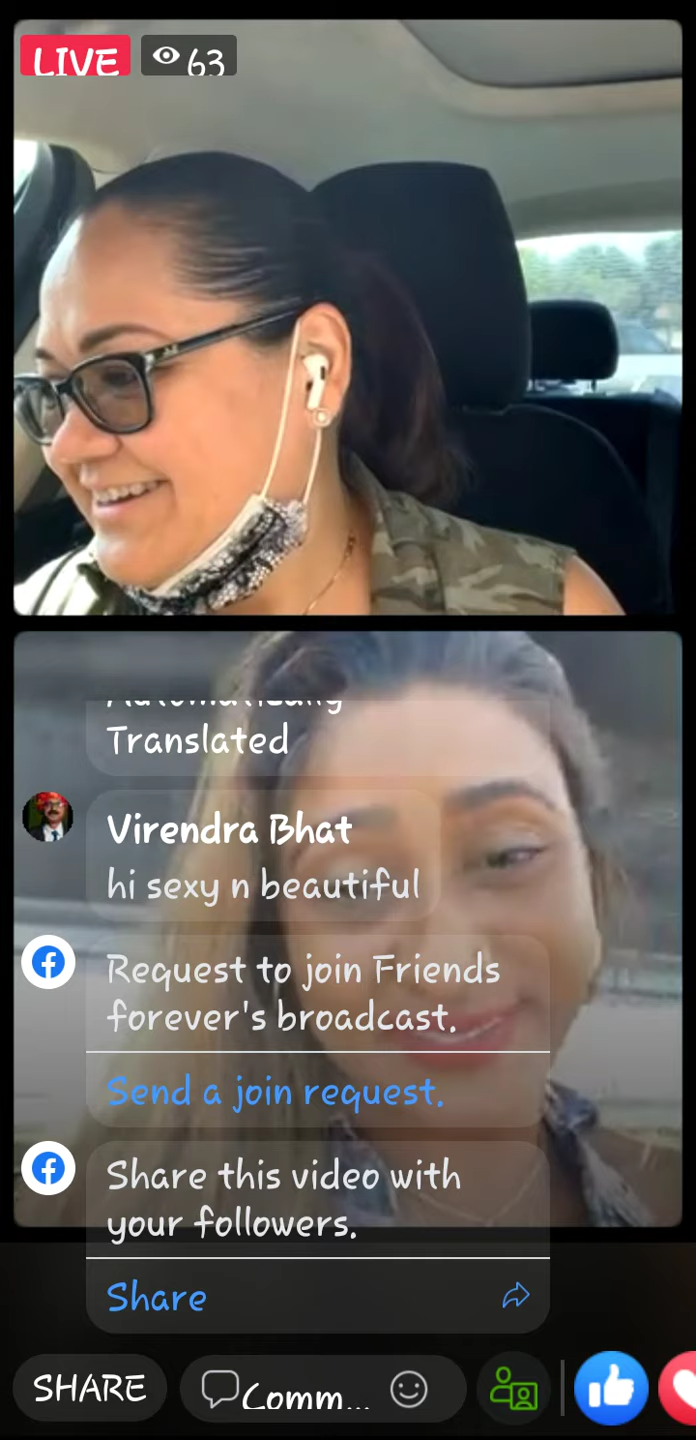 LIVE 63
Automatically
Translated
Virendra Bhat
hi sexy n beautiful
Request to join Friends
forever's broadcast.
Send a join request.
Share this video with
your followers.
Share
SHARE Comm...